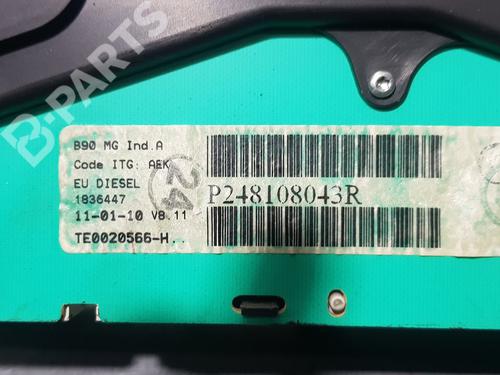 B-PARTS
B90 MG Ind.A
Code ITG: AEK
EU DIESEL
1836447
11-01-10 V8.11
TE0020566-H..
24
P248108043R